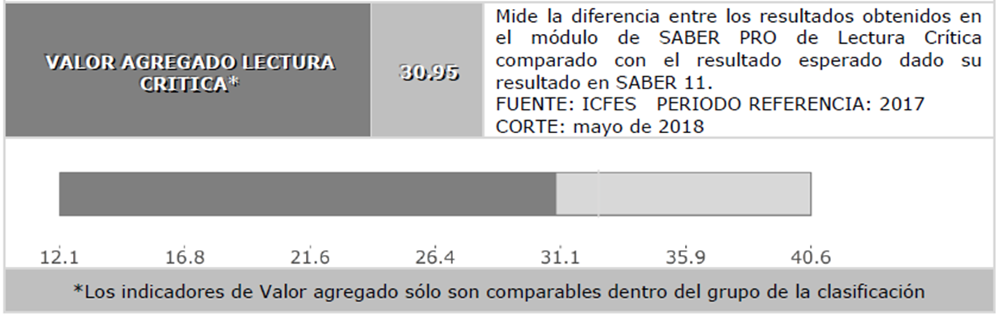 VALOR AGREGADO LECTURA
CRITICA*
30.95
Mide la diferencia entre los resultados obtenidos en
el módulo de SABER PRO de Lectura Crítica
comparado con el resultado esperado dado su
resultado en SABER 11.
FUENTE: ICFES PERIODO REFERENCIA: 2017
CORTE: mayo de 2018
12.1 16.8 21.6 26.4 31.1 35.9 40.6
*Los indicadores de Valor agregado sólo son comparables dentro del grupo de la clasificación